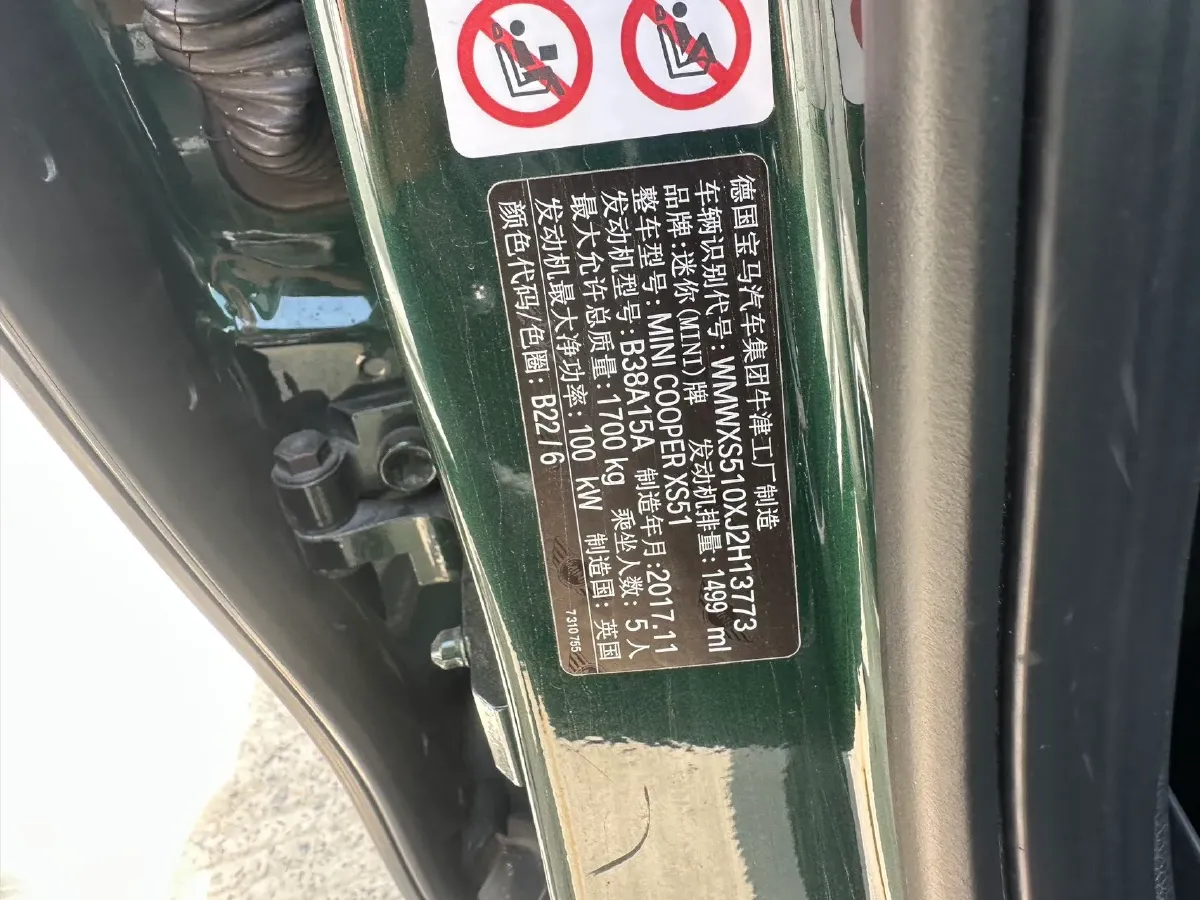 德国宝马汽车集团牛津工厂制造
车辆识别代号: WMWXS510XJ2H13773
品牌:迷你(MINI)牌 发动机排量: 1499 ml
整车型号: MINI COOPER XS51
发动机型号: B38A15A 制造年月:2017.11
最大允许总质量: 1700 kg 乘坐人数: 5 人
发动机最大净功率: 100 kW 制造国: 英国
颜色代码/色圈: B22 / 6
7310 755